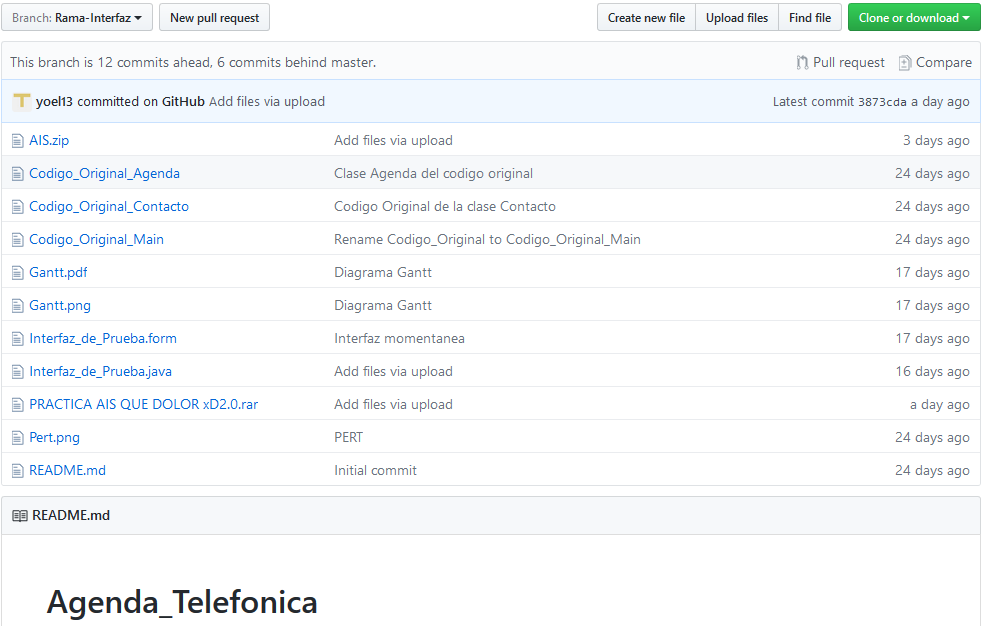 Branch: Rama-Interfaz New pull request Create new file Upload files Find file Clone or download
This branch is 12 commits ahead, 6 commits behind master. Pull request Compare
yoel13 committed on GitHub Add files via upload Latest commit 3873cda a day ago
AIS.zip Add files via upload 3 days ago
Codigo_Original_Agenda Clase Agenda del codigo original 24 days ago
Codigo_Original_Contacto Codigo Original de la clase Contacto 24 days ago
Codigo_Original_Main Rename Codigo_Original to Codigo_Original_Main 24 days ago
Gantt.pdf Diagrama Gantt 17 days ago
Gantt.png Diagrama Gantt 17 days ago
Interfaz_de_Prueba.form Interfaz momentanea 17 days ago
Interfaz_de_Prueba.java Add files via upload 16 days ago
PRACTICA AIS QUE DOLOR xD2.0.rar Add files via upload a day ago
Pert.png PERT 24 days ago
README.md Initial commit 24 days ago
README.md
Agenda_Telefonica